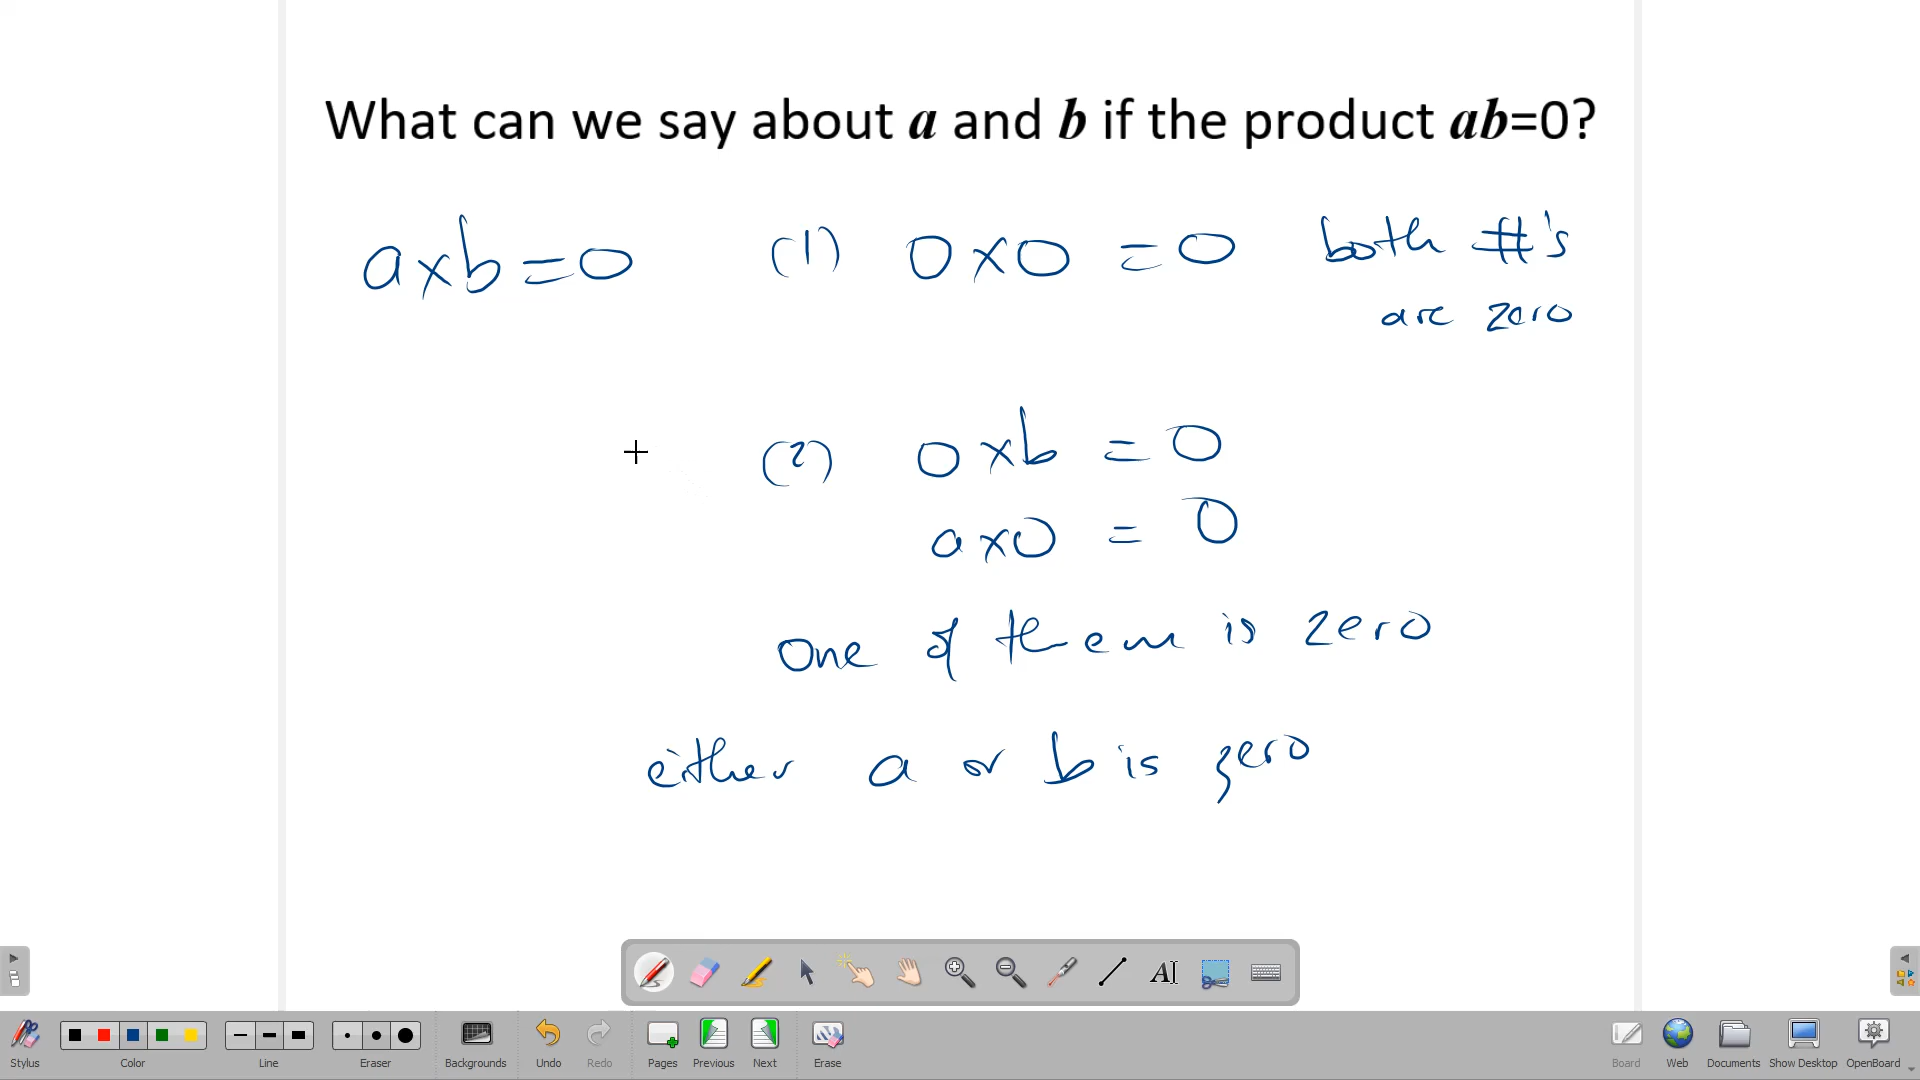 What can we say about a and b if the product ab=0?
a×b=0 (1) 0×0 =0 both #'s
are zero
(2) 0×b = 0
a×0 = 0
one of them is zero
either a or b is zero
Stylus Color Line Eraser Backgrounds Undo Redo Pages Previous Next Erase Board Web Documents Show Desktop OpenBoard